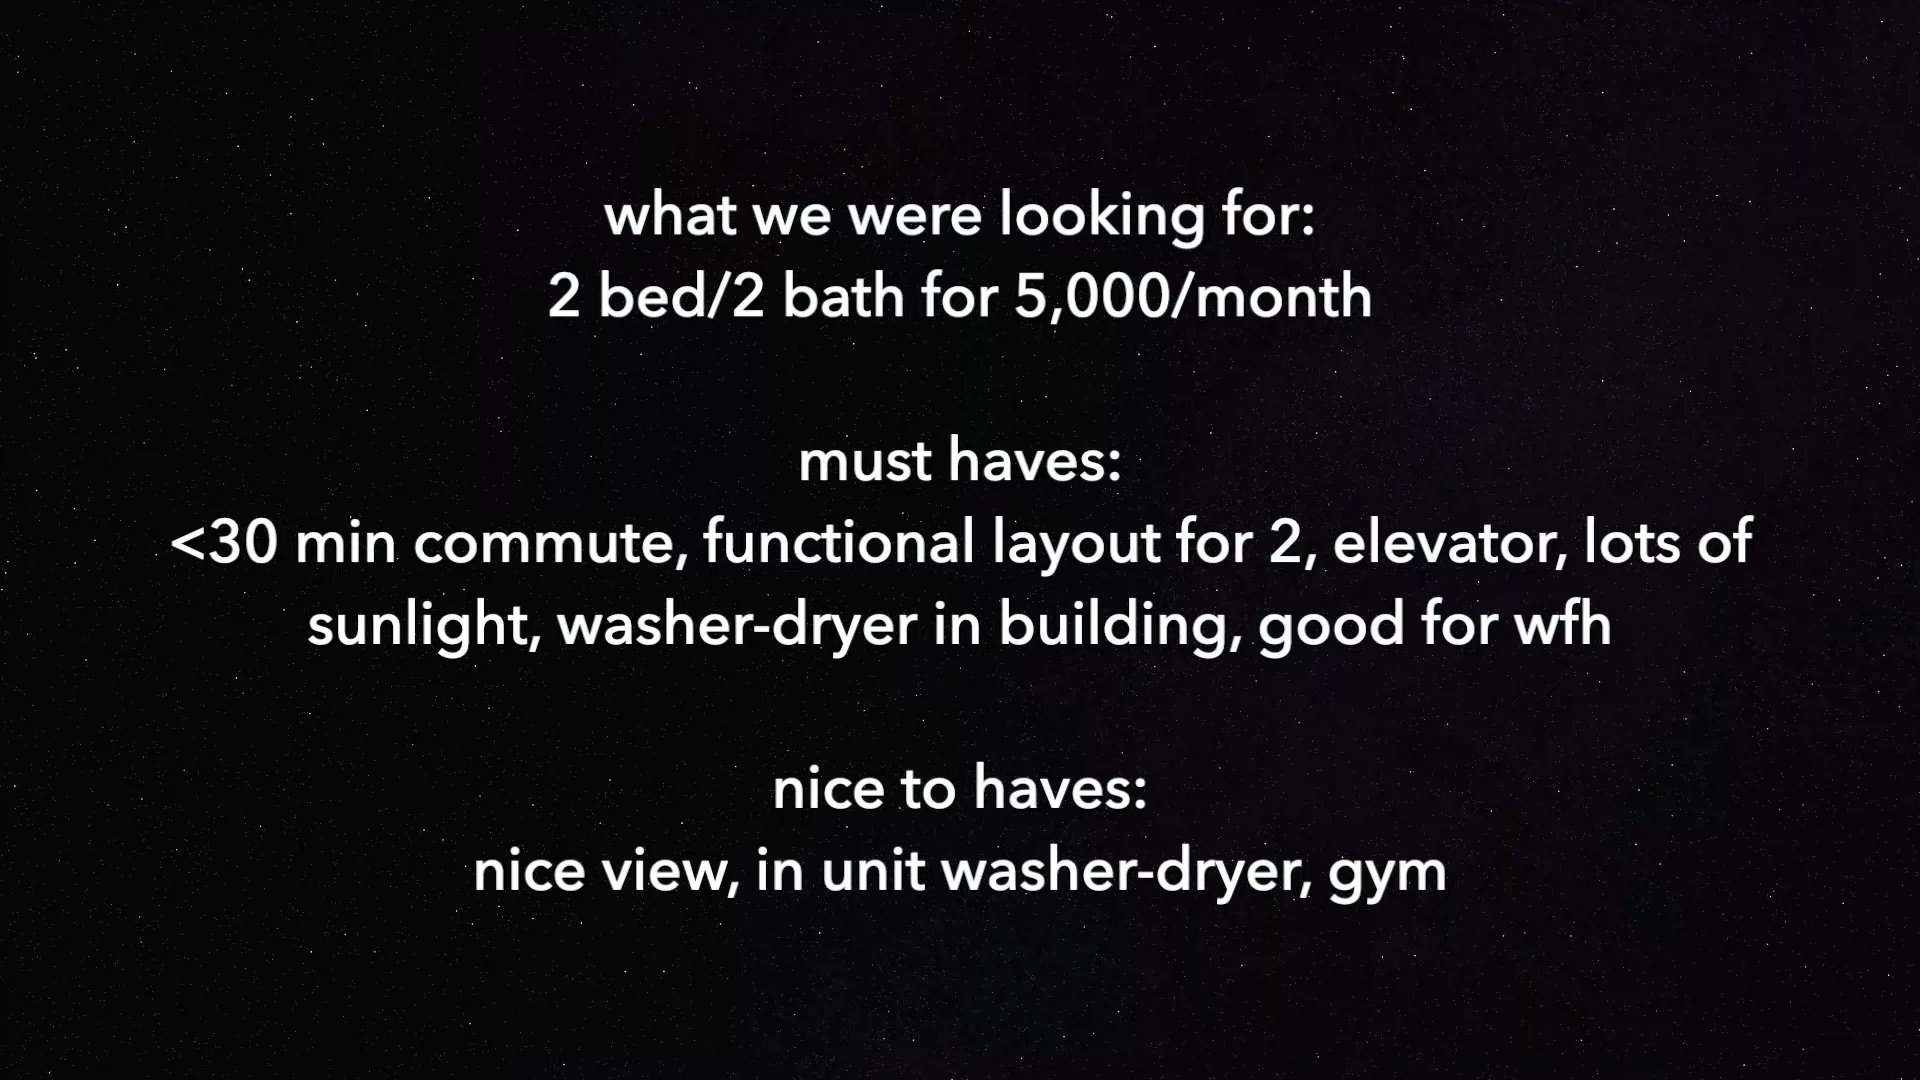 what we were looking for:
2 bed/2 bath for 5,000/month
must haves:
<30 min commute, functional layout for 2, elevator, lots of
sunlight, washer-dryer in building, good for wfh
nice to haves:
nice view, in unit washer-dryer, gym